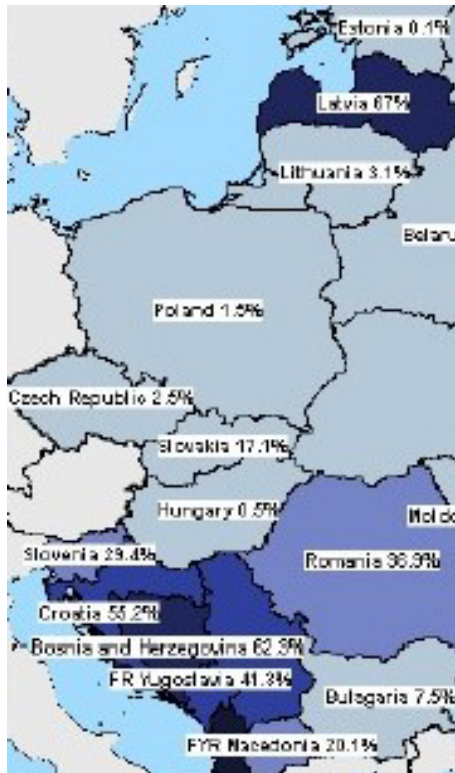 Estonia 0.1%
Latvia 67%
Lithuania 3.1%
Belaru
Poland 1.5%
Czech Republic 2.5%
Slovakia 17.1%
Hungary 0.5%
Moldo
Slovenia 29.4%
Romania 36.9%
Croatia 55.2%
Bosnia and Herzegovina 62.3%
FR Yugoslavia 41.3%
Bulagaria 7.5%
FYR Macedonia 20.1%